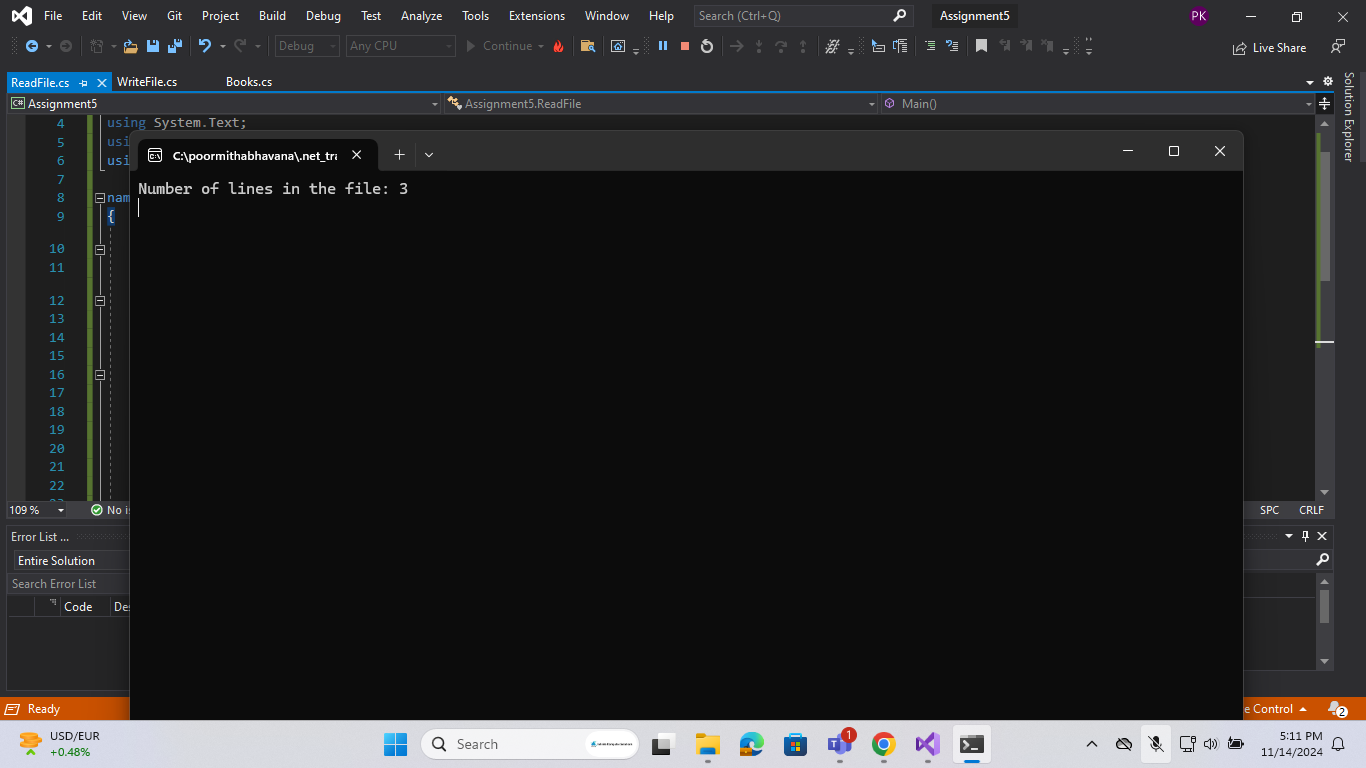 File Edit View Git Project Build Debug Test Analyze Tools Extensions Window Help Search (Ctrl+Q) Assignment5 PK
Debug Any CPU Continue Live Share
ReadFile.cs WriteFile.cs Books.cs
C# Assignment5 Assignment5.ReadFile Main()
Solution Explorer
4 using System.Text;
5 usi
6 usi
7
8 nam
9 {
10
11
12
13
14
15
16
17
18
19
20
21
22
C:\poormithabhavana\.net_tra
Number of lines in the file: 3
109 % No is SPC CRLF
Error List ...
Entire Solution
Search Error List
Code De
Ready e Control 2
USD/EUR
+0.48%
Search
1
5:11 PM
11/14/2024